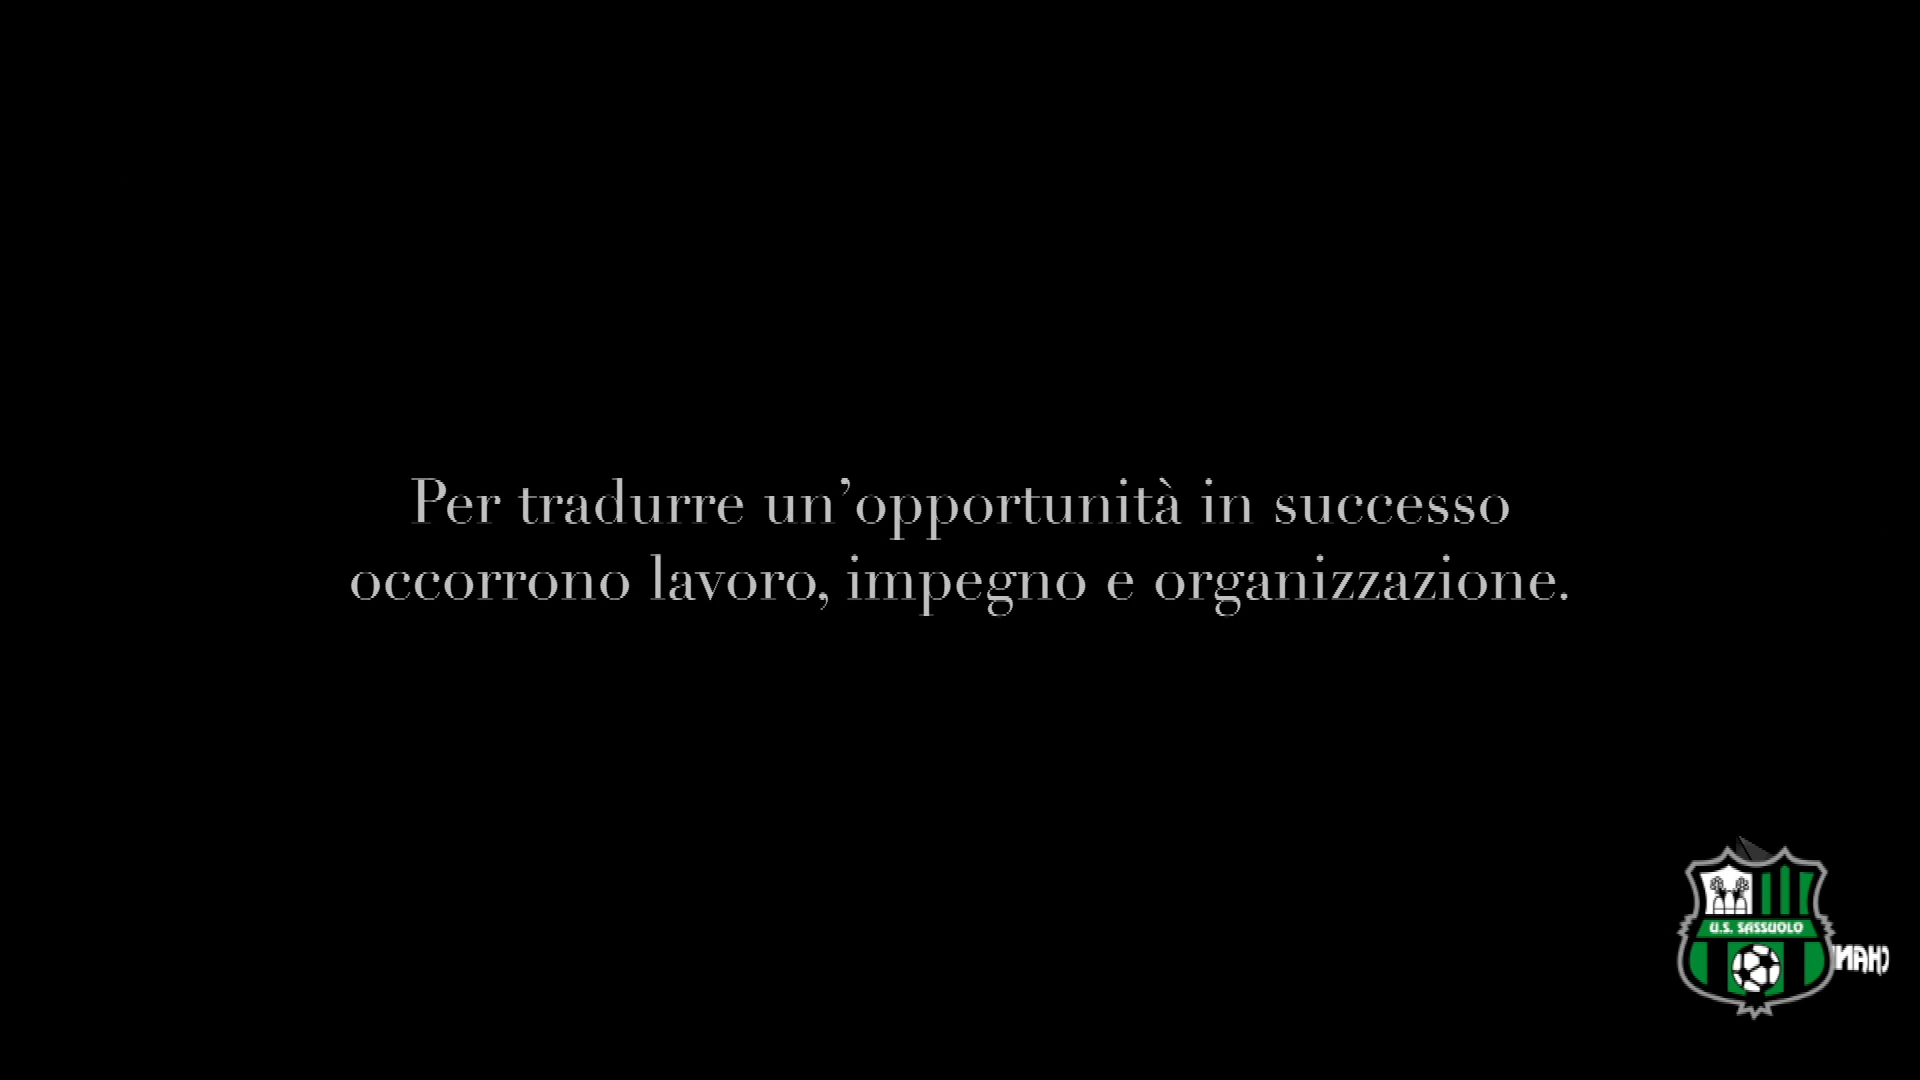 Per tradurre un’opportunità in successo
occorrono lavoro, impegno e organizzazione.
U.S. SASSUOLO